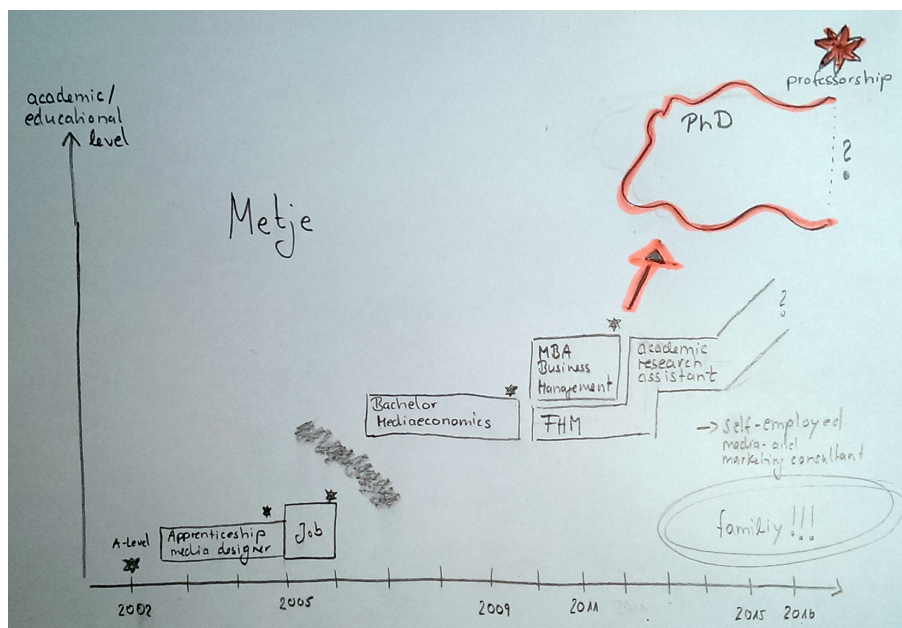 professorship
academic/
educational
level
PhD
?
Metje
?
MBA
Business
Management
academic
research
assistant
Bachelor
Mediaeconomics
FHM
-> self-employed
media- and
marketing consultant
familiy!!!
A-Level
Apprenticeship
media designer
Job
2002
2005
2009
2011
2015
2016